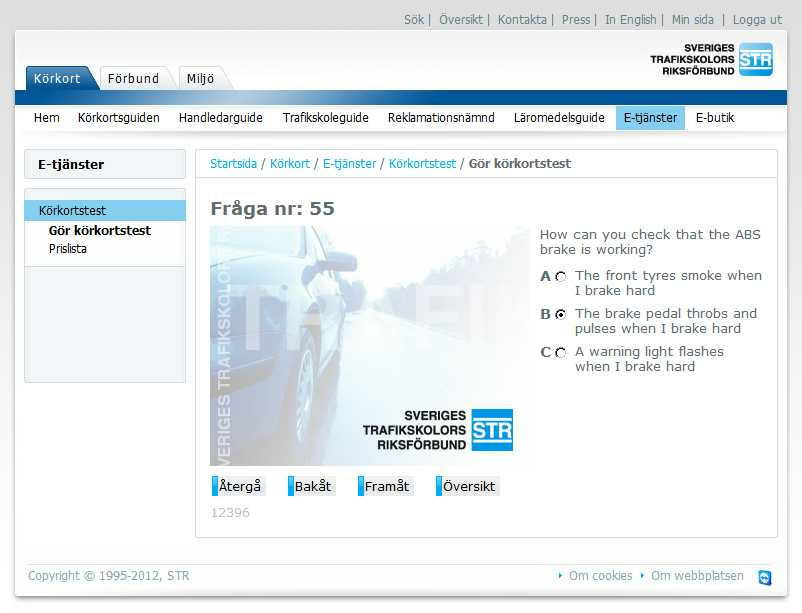 Sök | Översikt | Kontakta | Press | In English | Min sida | Logga ut
SVERIGES
TRAFIKSKOLORS
RIKSFÖRBUND
STR
Körkort Förbund Miljö
Hem Körkortsguiden Handledarguide Trafikskoleguide Reklamationsnämnd Läromedelsguide E-tjänster E-butik
E-tjänster
Körkortstest
Gör körkortstest
Prislista
Startsida / Körkort / E-tjänster / Körkortstest / Gör körkortstest
Fråga nr: 55
VERIGES TRAFIKSKOLORS
TRAFIK
SVERIGES
TRAFIKSKOLORS
RIKSFÖRBUND
STR
How can you check that the ABS
brake is working?
A The front tyres smoke when
I brake hard
B The brake pedal throbs and
pulses when I brake hard
C A warning light flashes
when I brake hard
Återgå Bakåt Framåt Översikt
12396
Copyright © 1995-2012, STR
Om cookies Om webbplatsen